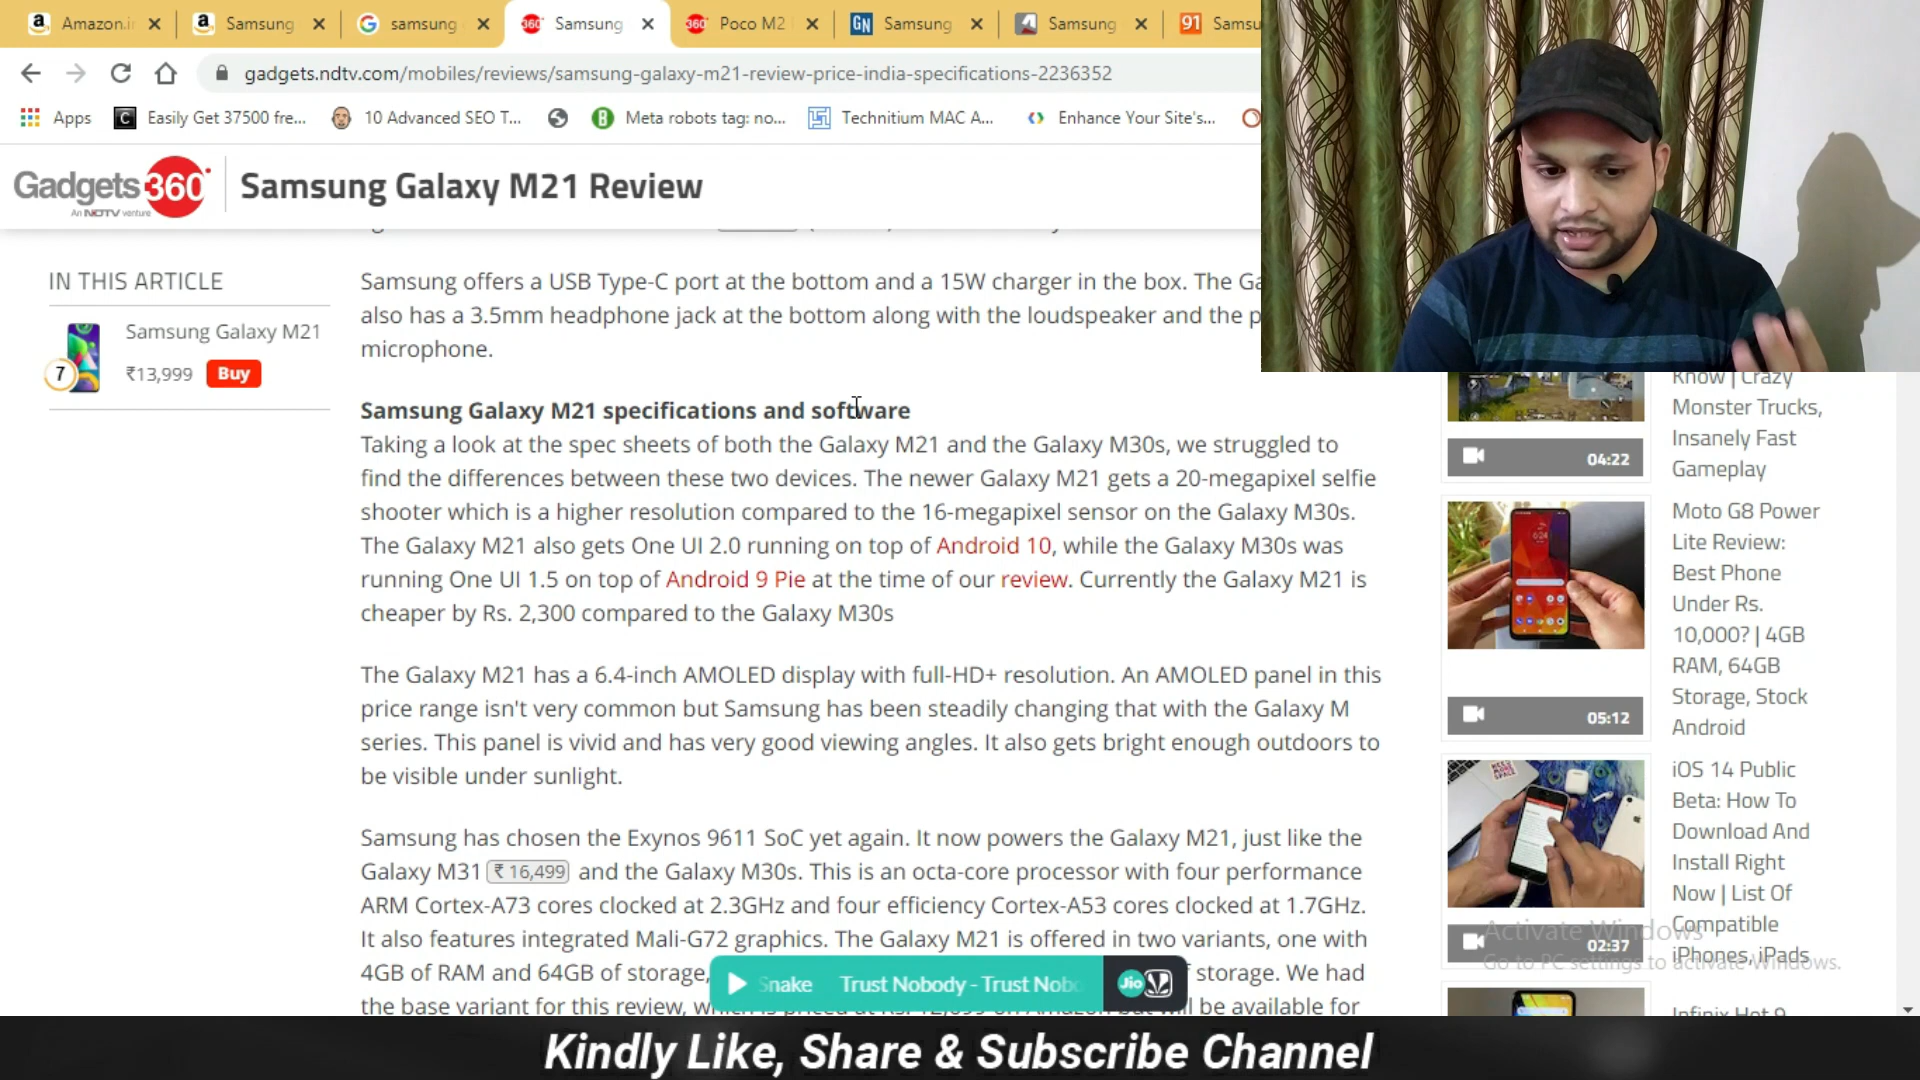 Amazon.i
Samsung
samsung
Samsung
Poco M2
Samsung
Samsung
Samsu
gadgets.ndtv.com/mobiles/reviews/samsung-galaxy-m21-review-price-india-specifications-2236352
Apps
Easily Get 37500 fre...
10 Advanced SEO T...
Meta robots tag: no...
Technitium MAC A...
Enhance Your Site's...
Gadgets 360°
An NDTV venture
Samsung Galaxy M21 Review
IN THIS ARTICLE
Samsung Galaxy M21
7
₹13,999 Buy
Samsung offers a USB Type-C port at the bottom and a 15W charger in the box. The Ga
also has a 3.5mm headphone jack at the bottom along with the loudspeaker and the p
microphone.
Samsung Galaxy M21 specifications and software
Taking a look at the spec sheets of both the Galaxy M21 and the Galaxy M30s, we struggled to
find the differences between these two devices. The newer Galaxy M21 gets a 20-megapixel selfie
shooter which is a higher resolution compared to the 16-megapixel sensor on the Galaxy M30s.
The Galaxy M21 also gets One UI 2.0 running on top of Android 10, while the Galaxy M30s was
running One UI 1.5 on top of Android 9 Pie at the time of our review. Currently the Galaxy M21 is
cheaper by Rs. 2,300 compared to the Galaxy M30s
The Galaxy M21 has a 6.4-inch AMOLED display with full-HD+ resolution. An AMOLED panel in this
price range isn't very common but Samsung has been steadily changing that with the Galaxy M
series. This panel is vivid and has very good viewing angles. It also gets bright enough outdoors to
be visible under sunlight.
Samsung has chosen the Exynos 9611 SoC yet again. It now powers the Galaxy M21, just like the
Galaxy M31 ₹ 16,499 and the Galaxy M30s. This is an octa-core processor with four performance
ARM Cortex-A73 cores clocked at 2.3GHz and four efficiency Cortex-A53 cores clocked at 1.7GHz.
It also features integrated Mali-G72 graphics. The Galaxy M21 is offered in two variants, one with
4GB of RAM and 64GB of storage, storage. We had
the base variant for this review, be available for
Snake Trust Nobody - Trust Nob
Jio
Know | Crazy
Monster Trucks,
Insanely Fast
Gameplay
04:22
Moto G8 Power
Lite Review:
Best Phone
Under Rs.
10,000? | 4GB
RAM, 64GB
Storage, Stock
Android
05:12
iOS 14 Public
Beta: How To
Download And
Install Right
Now | List Of
Compatible
iPhones, iPads
02:37
Infinix Hot 9
Activate Windows
Go to PC settings to activate Windows.
Kindly Like, Share & Subscribe Channel